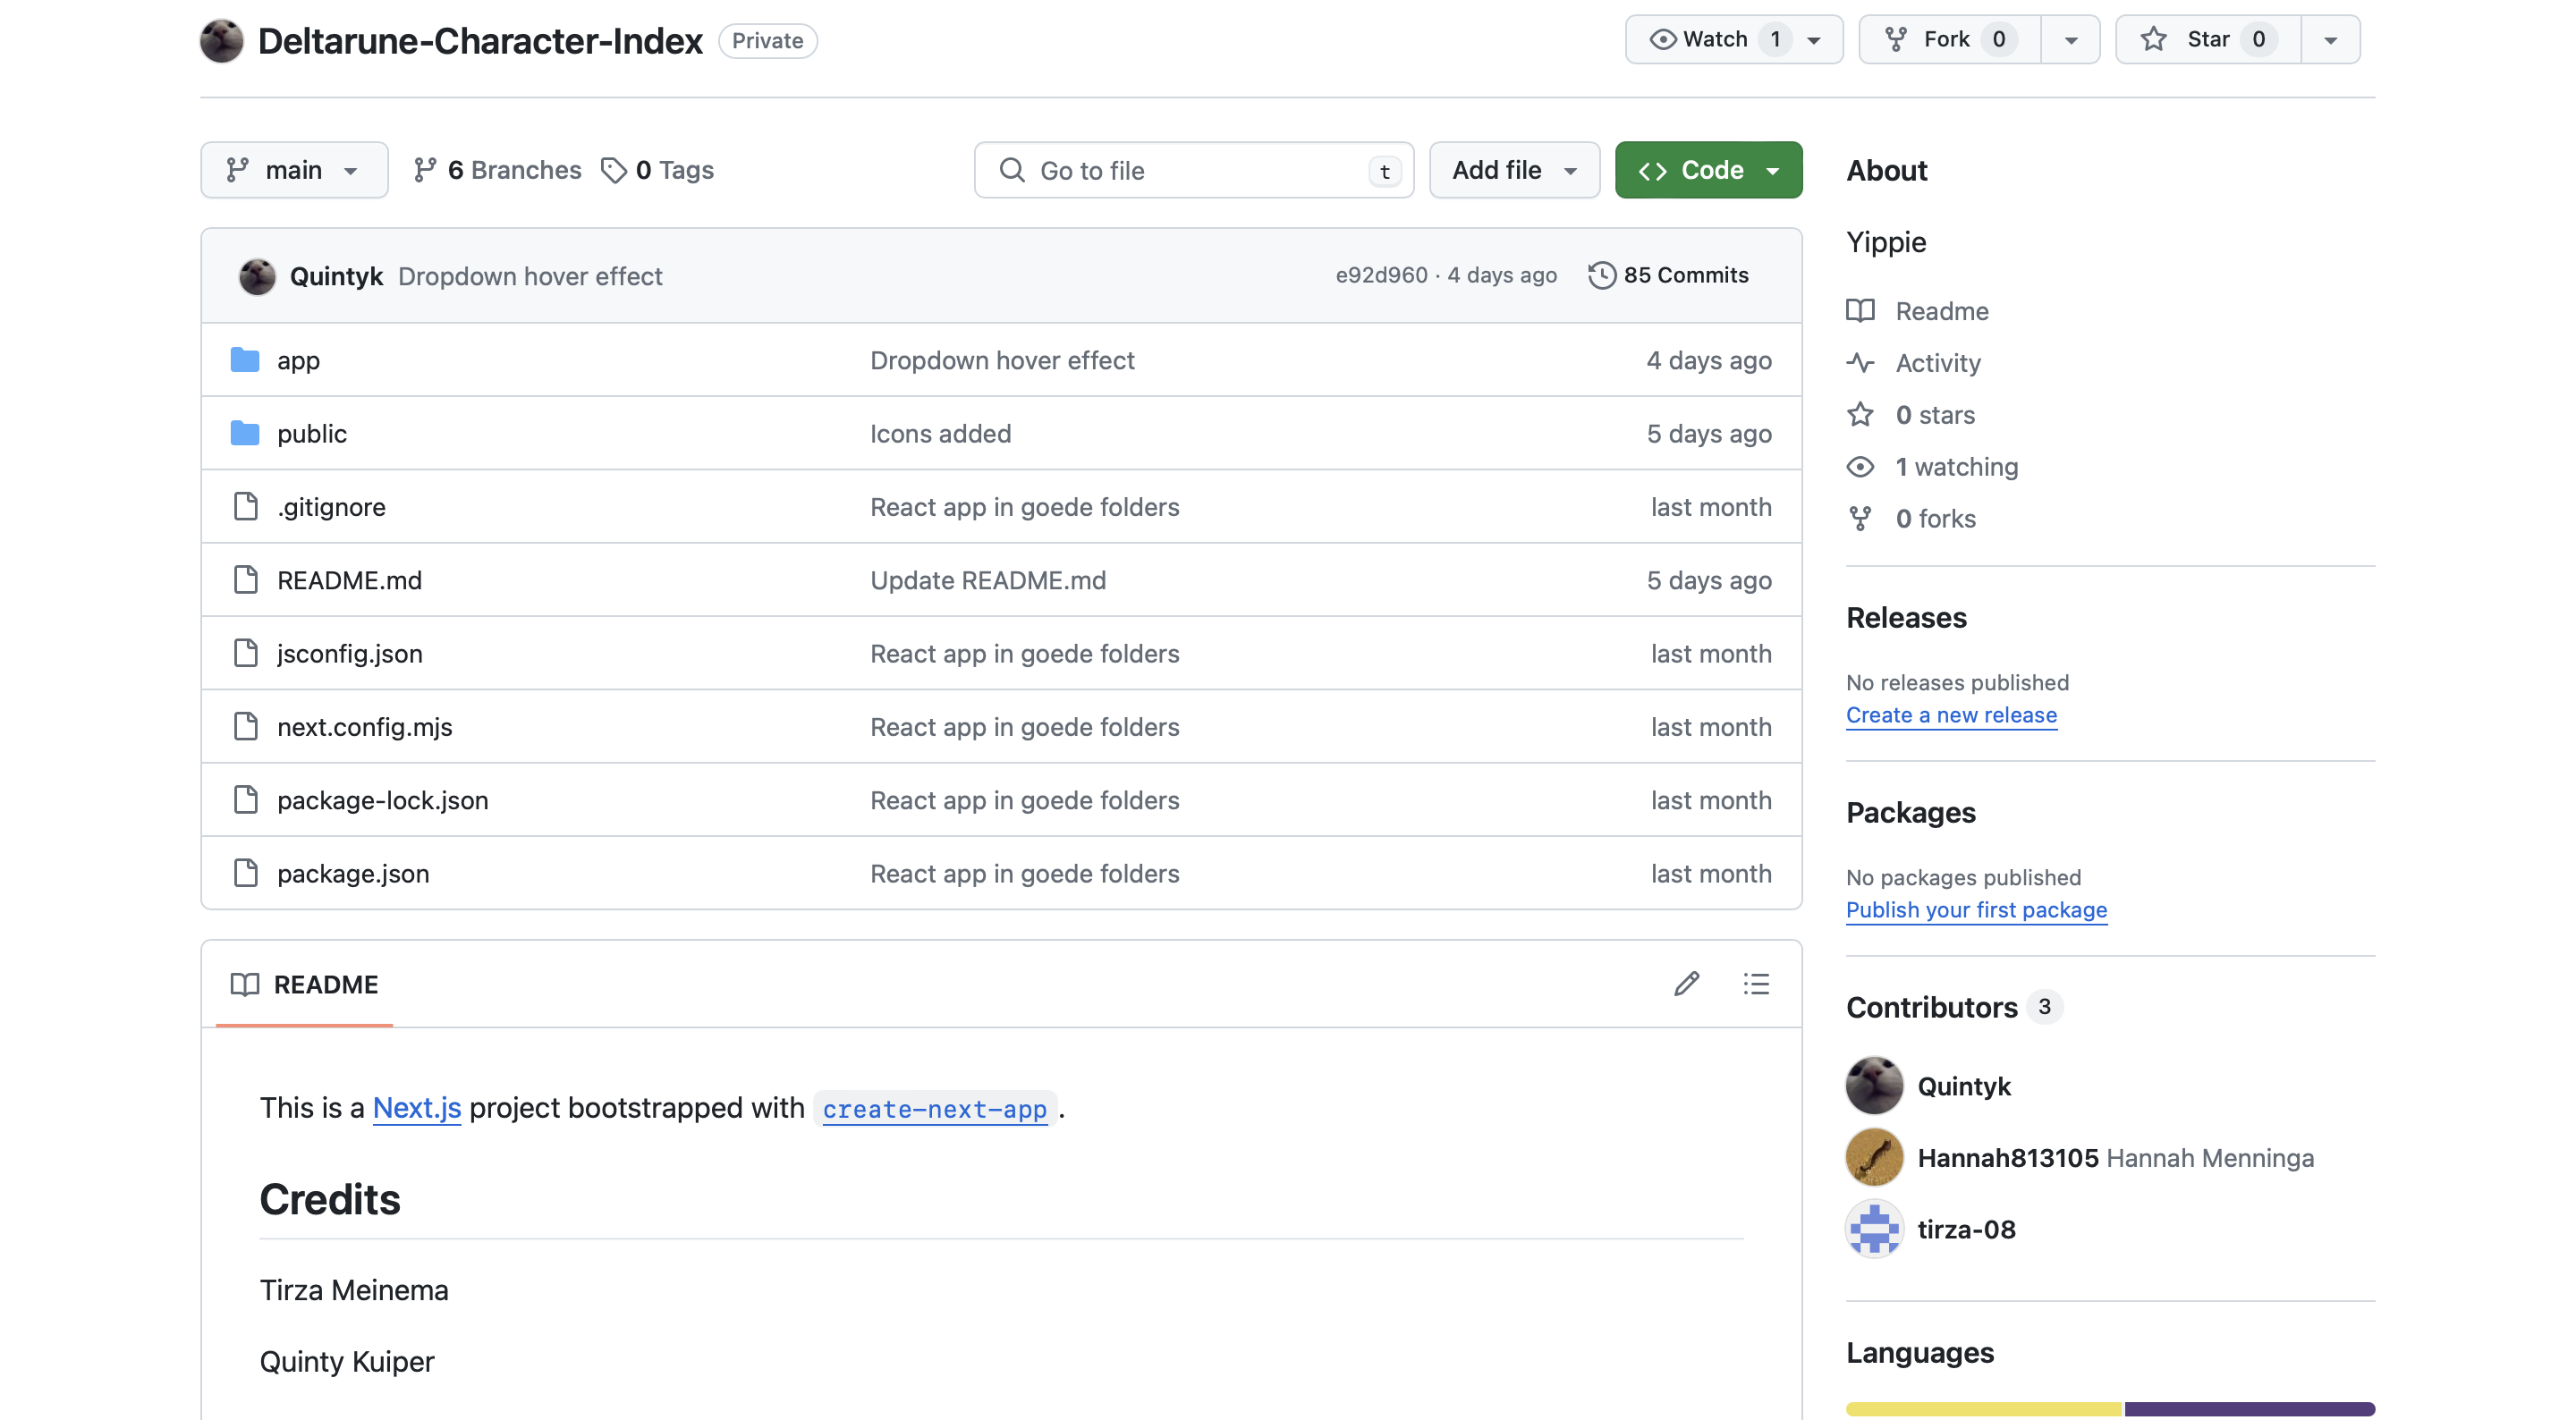 Deltarune-Character-Index Private
Watch 1 Fork 0 Star 0
main 6 Branches 0 Tags Go to file t Add file Code
Quintyk Dropdown hover effect e92d960 · 4 days ago 85 Commits
app Dropdown hover effect 4 days ago
public Icons added 5 days ago
.gitignore React app in goede folders last month
README.md Update README.md 5 days ago
jsconfig.json React app in goede folders last month
next.config.mjs React app in goede folders last month
package-lock.json React app in goede folders last month
package.json React app in goede folders last month
README
This is a Next.js project bootstrapped with create-next-app.
Credits
Tirza Meinema
Quinty Kuiper
About
Yippie
Readme
Activity
0 stars
1 watching
0 forks
Releases
No releases published
Create a new release
Packages
No packages published
Publish your first package
Contributors 3
Quintyk
Hannah813105 Hannah Menninga
tirza-08
Languages